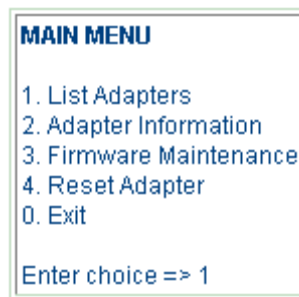 MAIN MENU
1. List Adapters
2. Adapter Information
3. Firmware Maintenance
4. Reset Adapter
0. Exit
Enter choice => 1